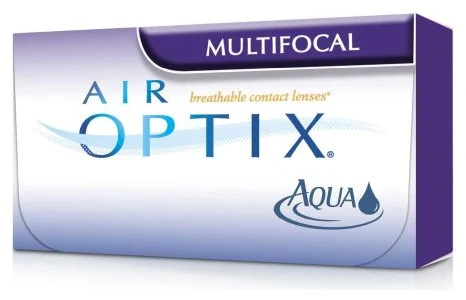 MULTIFOCAL
AIR
breathable contact lenses*
OPTIX®
AQUA